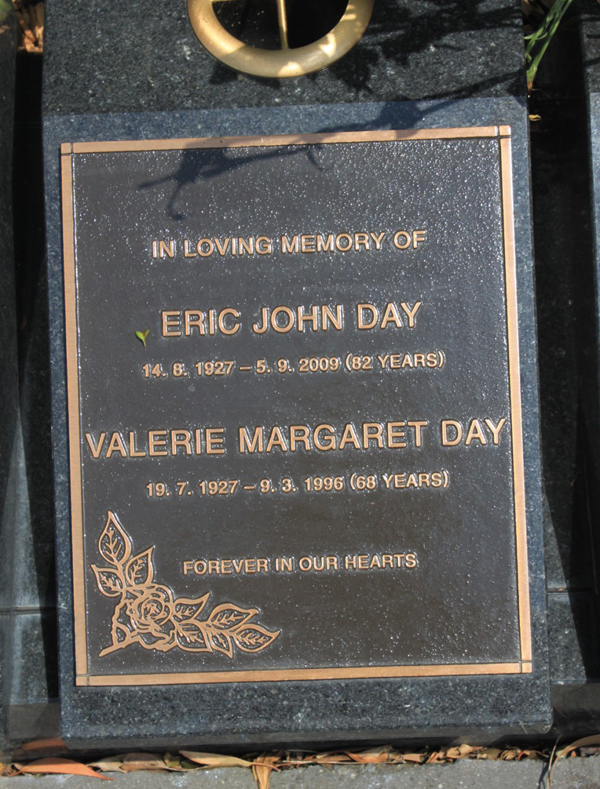 IN LOVING MEMORY OF
ERIC JOHN DAY
14. 8. 1927 – 5. 9. 2009 (82 YEARS)
VALERIE MARGARET DAY
19. 7. 1927 – 9. 3. 1996 (68 YEARS)
FOREVER IN OUR HEARTS